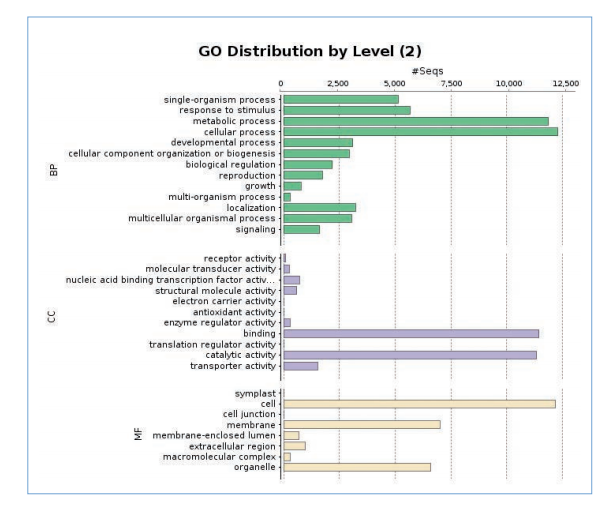 GO Distribution by Level (2)
#Seqs
0 2,500 5,000 7,500 10,000 12,500
BP
single-organism process
response to stimulus
metabolic process
cellular process
developmental process
cellular component organization or biogenesis
biological regulation
reproduction
growth
multi-organism process
localization
multicellular organismal process
signaling
CC
receptor activity
molecular transducer activity
nucleic acid binding transcription factor activ...
structural molecule activity
electron carrier activity
antioxidant activity
enzyme regulator activity
binding
translation regulator activity
catalytic activity
transporter activity
MF
symplast
cell
cell junction
membrane
membrane-enclosed lumen
extracellular region
macromolecular complex
organelle